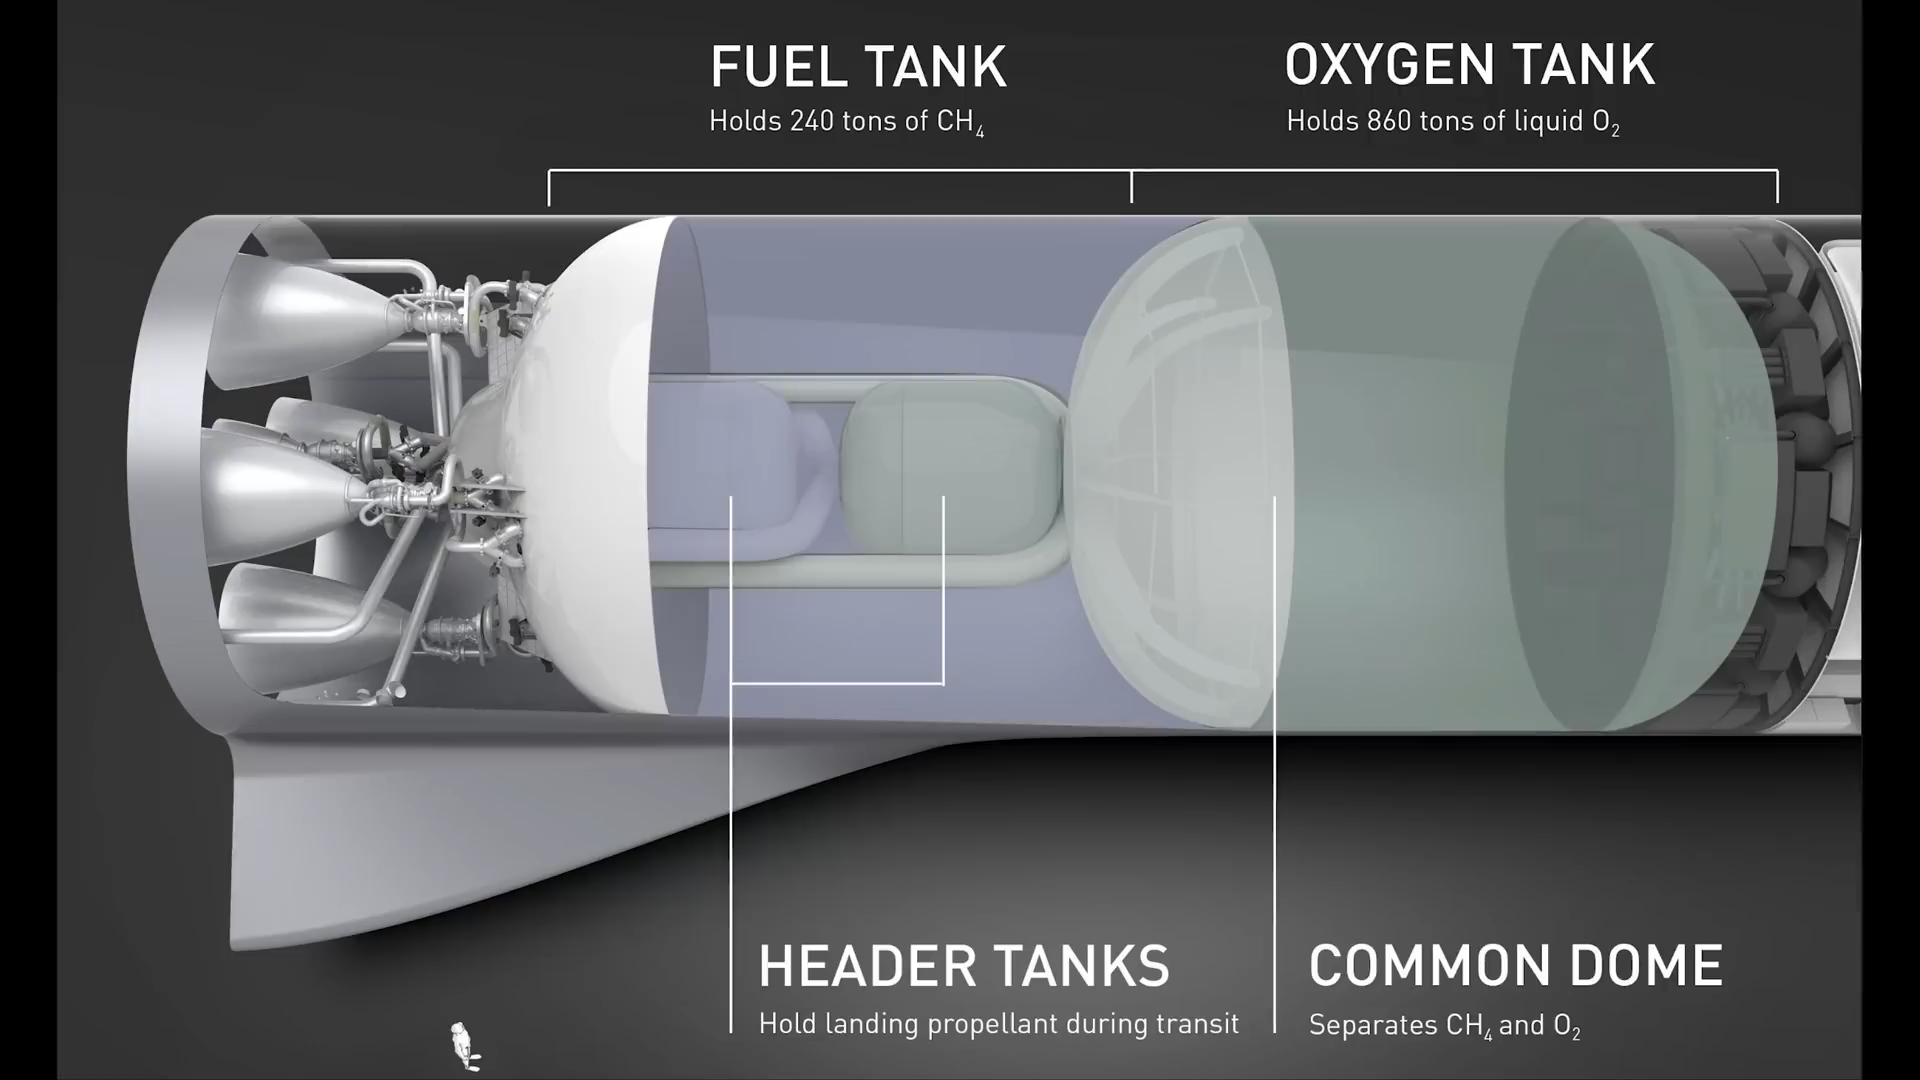 FUEL TANK
Holds 240 tons of CH₄
OXYGEN TANK
Holds 860 tons of liquid O₂
HEADER TANKS
Hold landing propellant during transit
COMMON DOME
Separates CH₄ and O₂